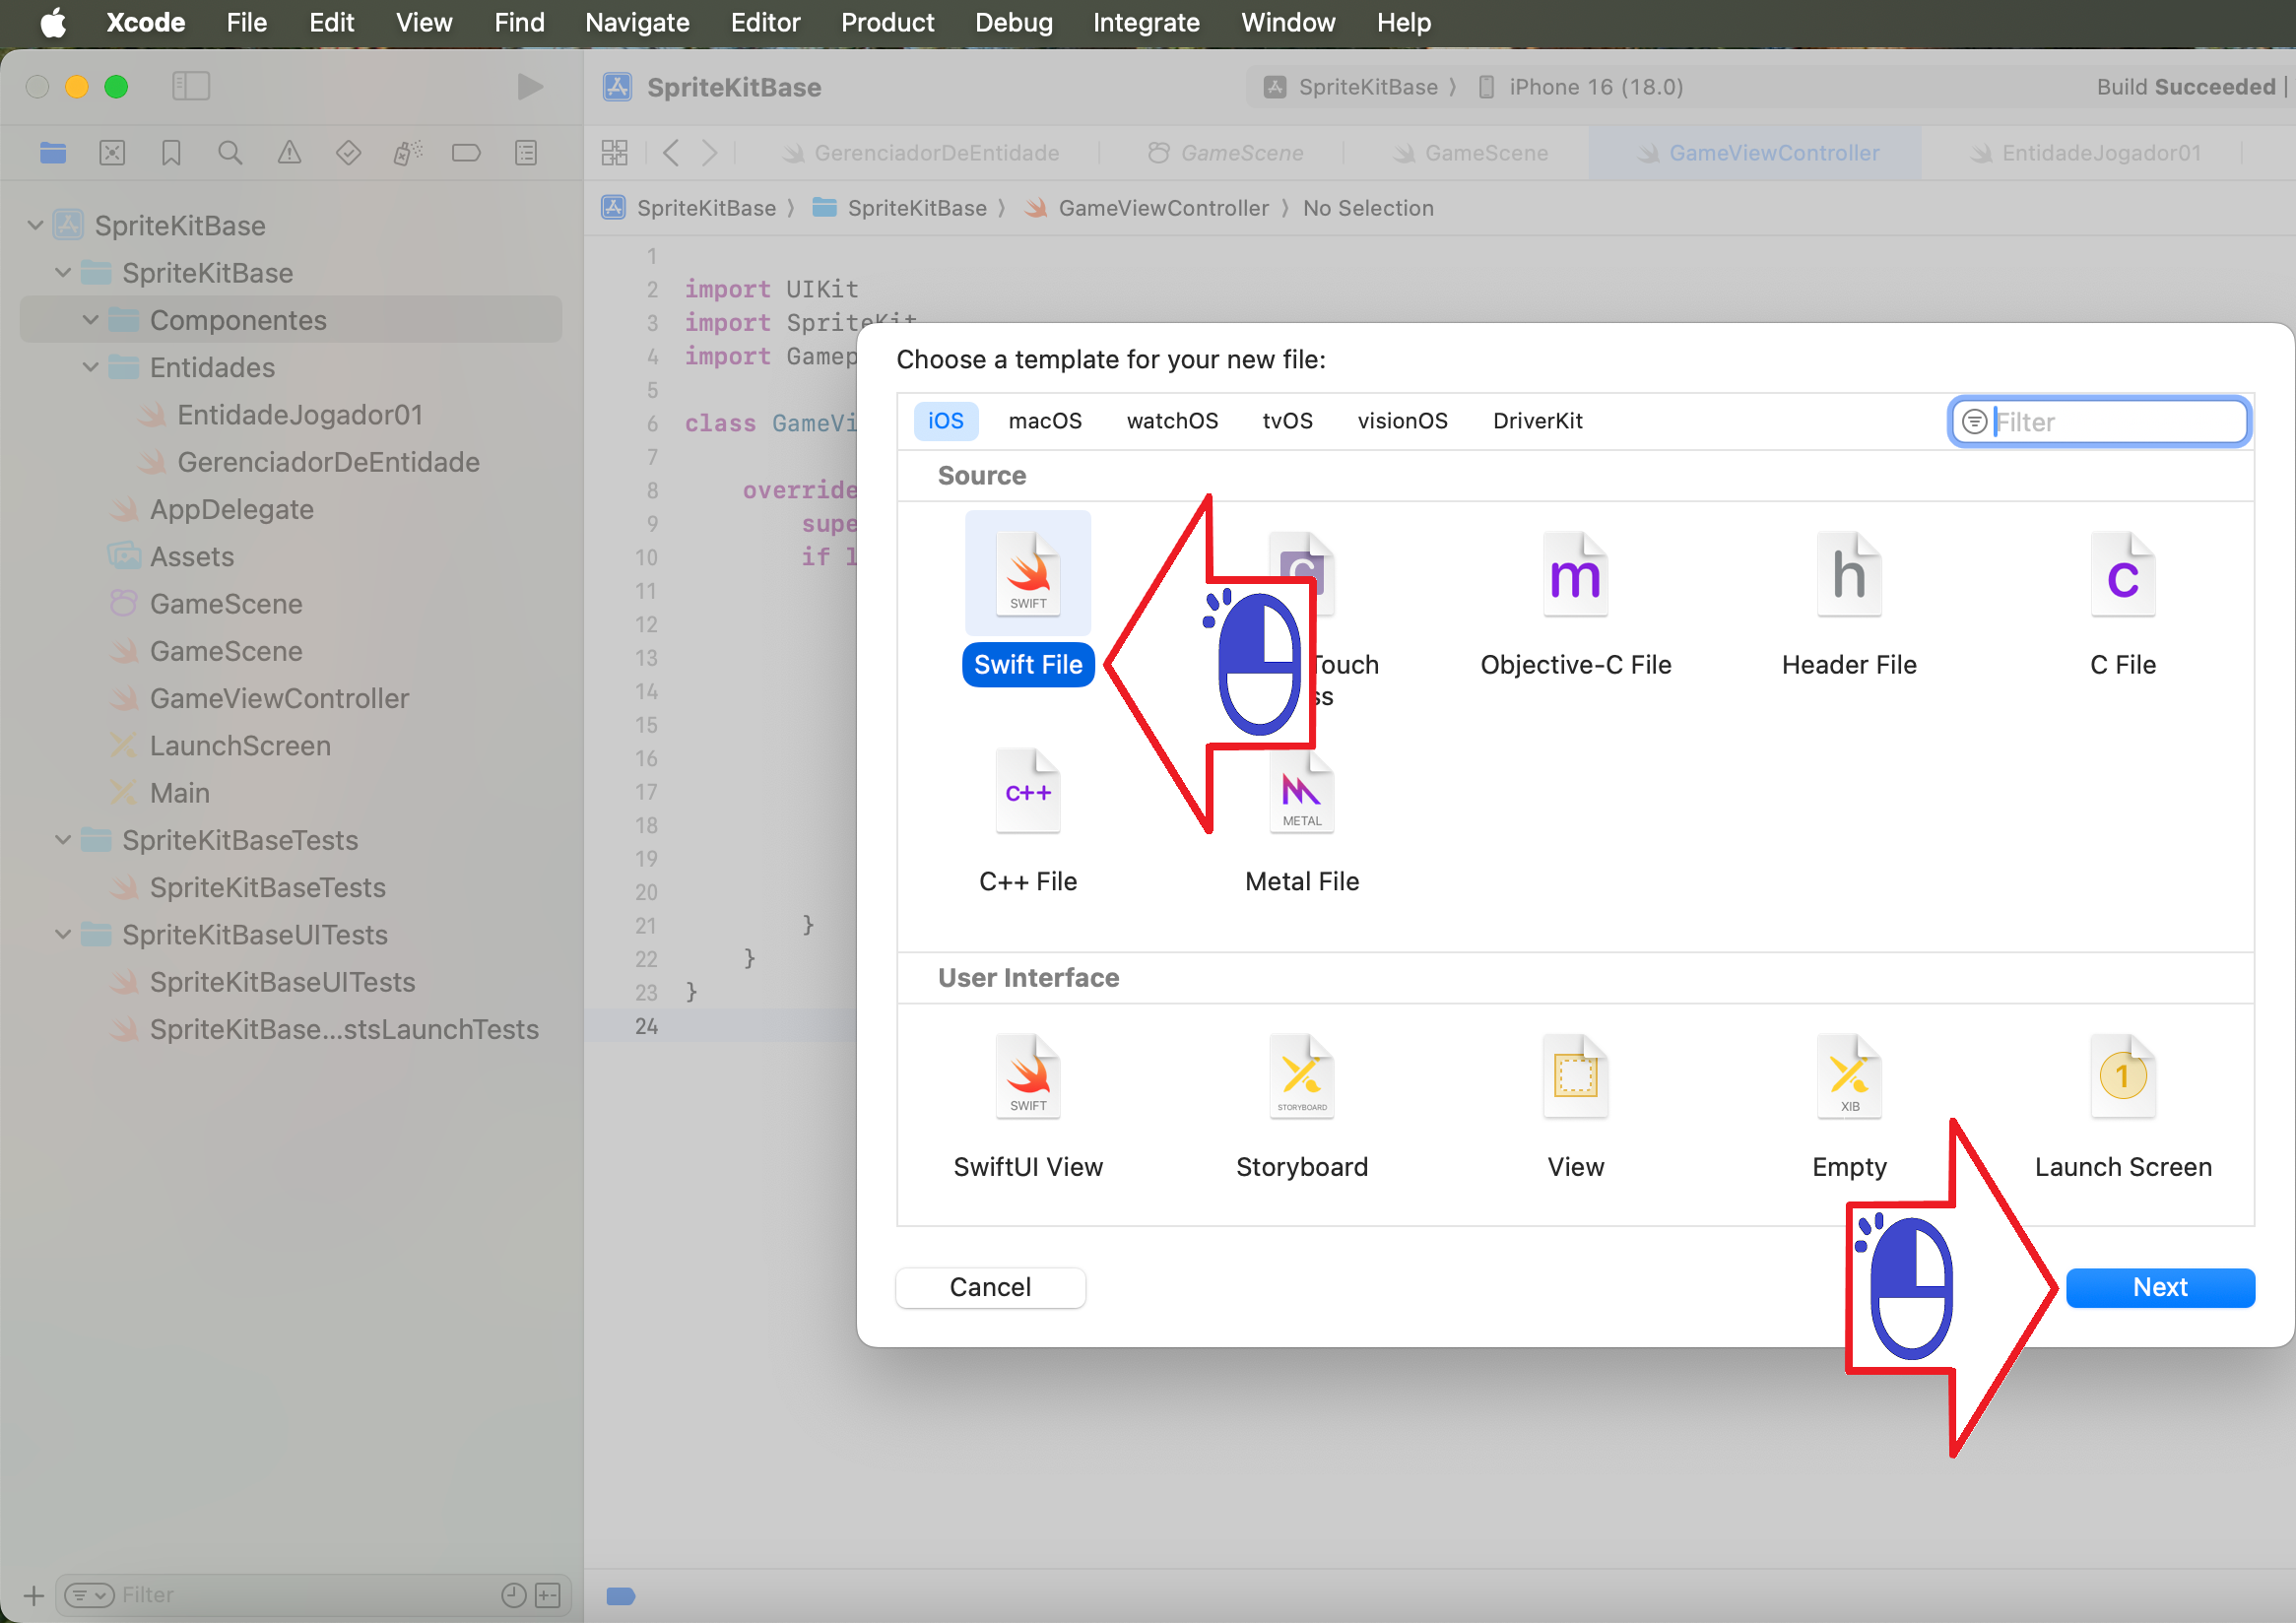 Xcode File Edit View Find Navigate Editor Product Debug Integrate Window Help
SpriteKitBase
SpriteKitBase ⟩ iPhone 16 (18.0)
Build Succeeded |
GerenciadorDeEntidade GameScene GameScene GameViewController EntidadeJogador01
SpriteKitBase ⟩ SpriteKitBase ⟩ GameViewController ⟩ No Selection
SpriteKitBase
SpriteKitBase
Componentes
Entidades
EntidadeJogador01
GerenciadorDeEntidade
AppDelegate
Assets
GameScene
GameScene
GameViewController
LaunchScreen
Main
SpriteKitBaseTests
SpriteKitBaseTests
SpriteKitBaseUITests
SpriteKitBaseUITests
SpriteKitBase...stsLaunchTests
Filter
1
2 import UIKit
3 import SpriteKit
4 import Gamep
5
6 class GameVi
7
8 override
9 supe
10 if l
11
12
13
14
15
16
17
18
19
20
21 }
22 }
23 }
24
Choose a template for your new file:
iOS macOS watchOS tvOS visionOS DriverKit
Filter
Source
SWIFT
Swift File
C
Touch
ss
m
Objective-C File
h
Header File
C
C File
C++
C++ File
METAL
Metal File
User Interface
SWIFT
SwiftUI View
STORYBOARD
Storyboard
View
XIB
Empty
1
Launch Screen
Cancel
Next